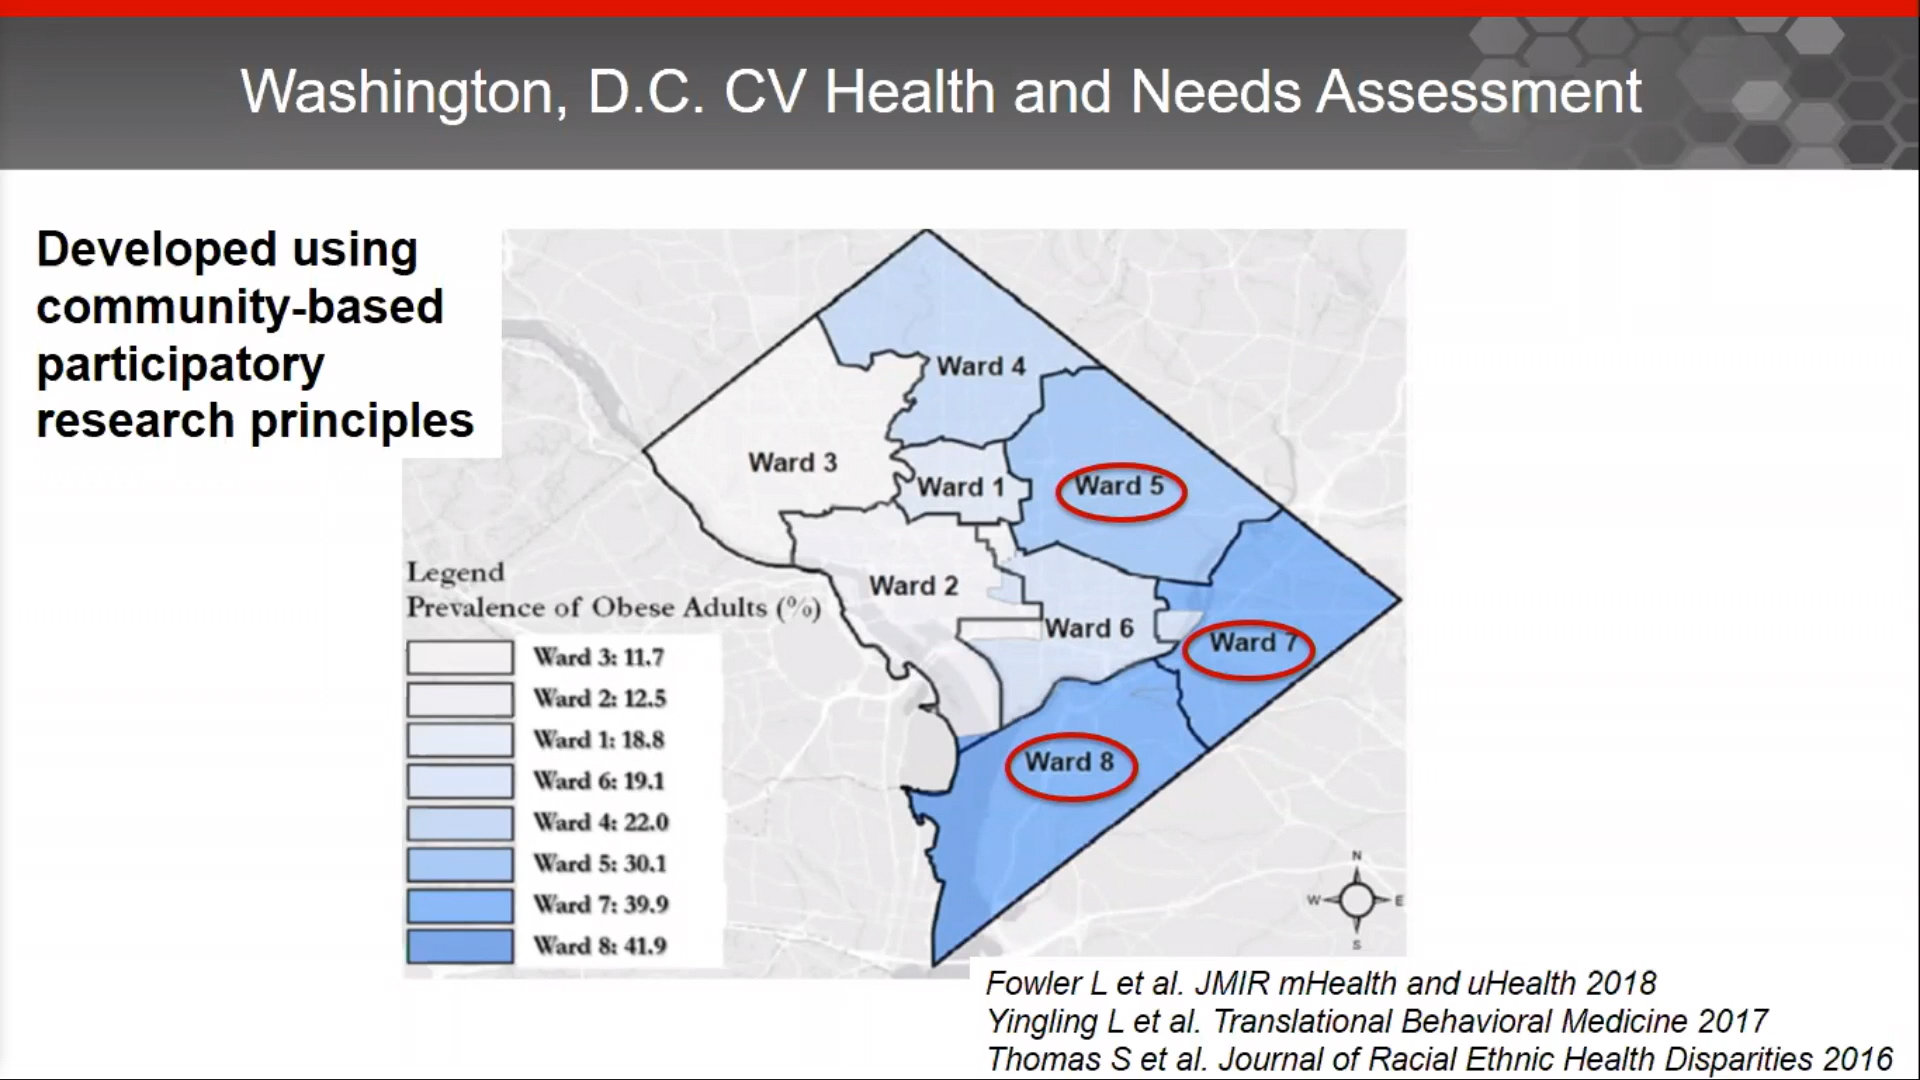 Washington, D.C. CV Health and Needs Assessment
Developed using
community-based
participatory
research principles
Ward 4
Ward 3
Ward 1
Ward 5
Ward 2
Ward 6
Ward 7
Ward 8
Legend
Prevalence of Obese Adults (%)
Ward 3: 11.7
Ward 2: 12.5
Ward 1: 18.8
Ward 6: 19.1
Ward 4: 22.0
Ward 5: 30.1
Ward 7: 39.9
Ward 8: 41.9
N
W E
S
Fowler L et al. JMIR mHealth and uHealth 2018
Yingling L et al. Translational Behavioral Medicine 2017
Thomas S et al. Journal of Racial Ethnic Health Disparities 2016